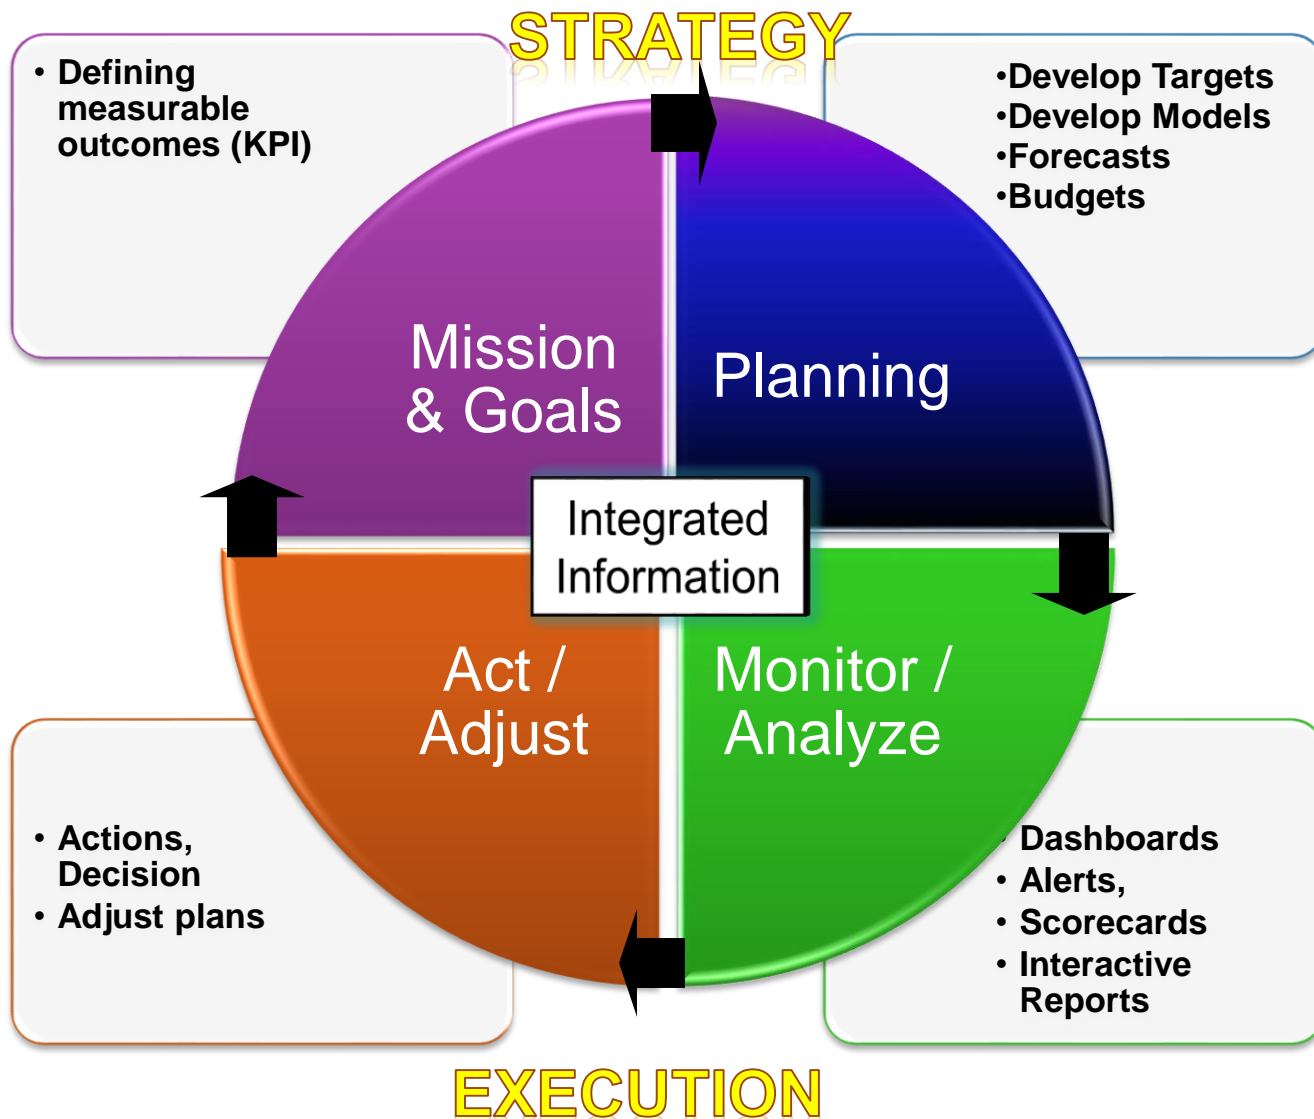 STRATEGY
• Defining
measurable
outcomes (KPI)
•Develop Targets
•Develop Models
•Forecasts
•Budgets
Mission
& Goals
Planning
Integrated
Information
Act /
Adjust
Monitor /
Analyze
• Actions,
Decision
• Adjust plans
• Dashboards
• Alerts,
• Scorecards
• Interactive
Reports
EXECUTION